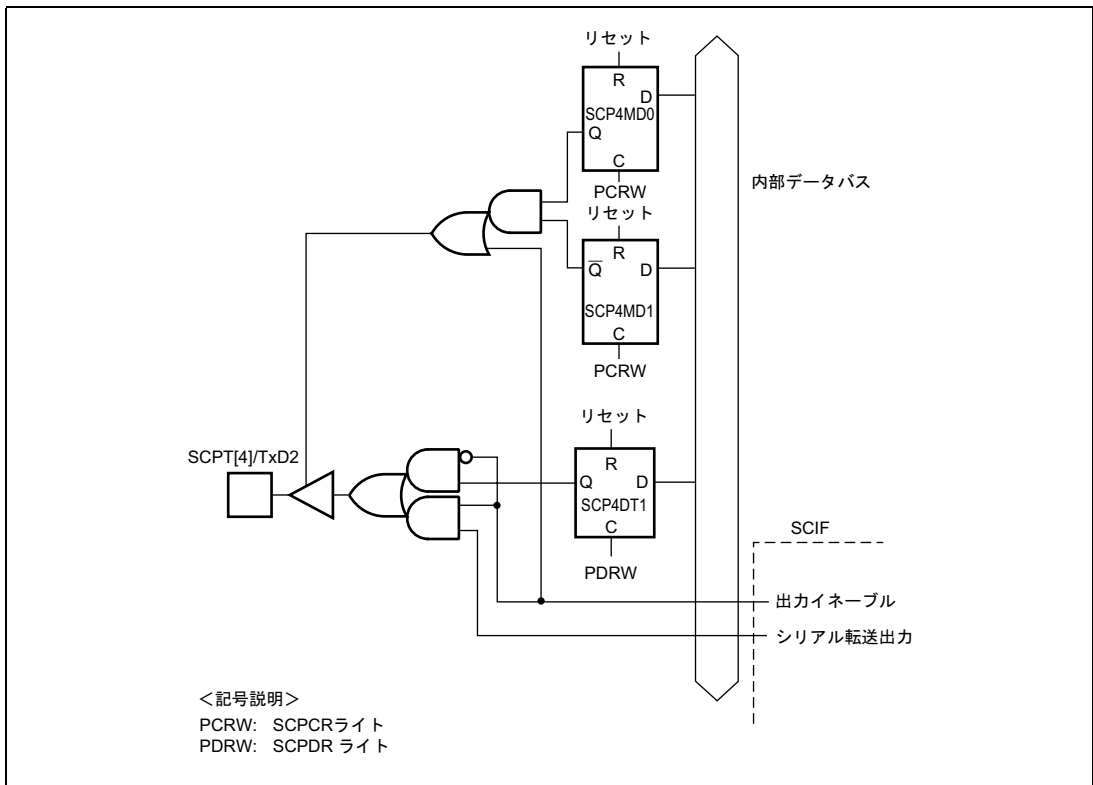 リセット
R
D
SCP4MD0
Q
C
PCRW
リセット
内部データバス
R
Q̅
D
SCP4MD1
C
PCRW
リセット
SCPT[4]/TxD2
R
Q
D
SCP4DT1
C
PDRW
SCIF
出力イネーブル
シリアル転送出力
＜記号説明＞
PCRW: SCPCRライト
PDRW: SCPDR ライト